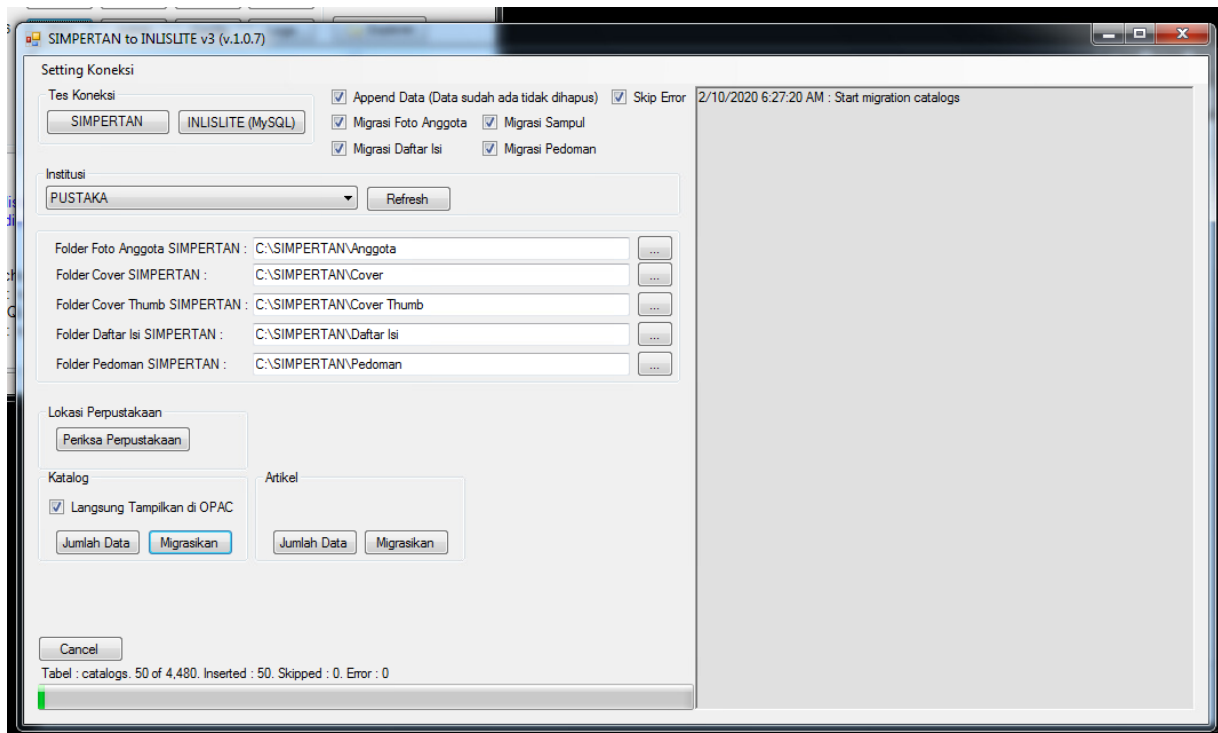 SIMPERTAN to INLISLITE v3 (v.1.0.7)
Setting Koneksi
Tes Koneksi
SIMPERTAN INLISLITE (MySQL)
Append Data (Data sudah ada tidak dihapus) Skip Error
Migrasi Foto Anggota Migrasi Sampul
Migrasi Daftar Isi Migrasi Pedoman
2/10/2020 6:27:20 AM : Start migration catalogs
Institusi
PUSTAKA Refresh
Folder Foto Anggota SIMPERTAN : C:\SIMPERTAN\Anggota ...
Folder Cover SIMPERTAN : C:\SIMPERTAN\Cover ...
Folder Cover Thumb SIMPERTAN : C:\SIMPERTAN\Cover Thumb ...
Folder Daftar Isi SIMPERTAN : C:\SIMPERTAN\Daftar Isi ...
Folder Pedoman SIMPERTAN : C:\SIMPERTAN\Pedoman ...
Lokasi Perpustakaan
Periksa Perpustakaan
Katalog
Langsung Tampilkan di OPAC
Jumlah Data Migrasikan
Artikel
Jumlah Data Migrasikan
Cancel
Tabel : catalogs. 50 of 4,480. Inserted : 50. Skipped : 0. Error : 0